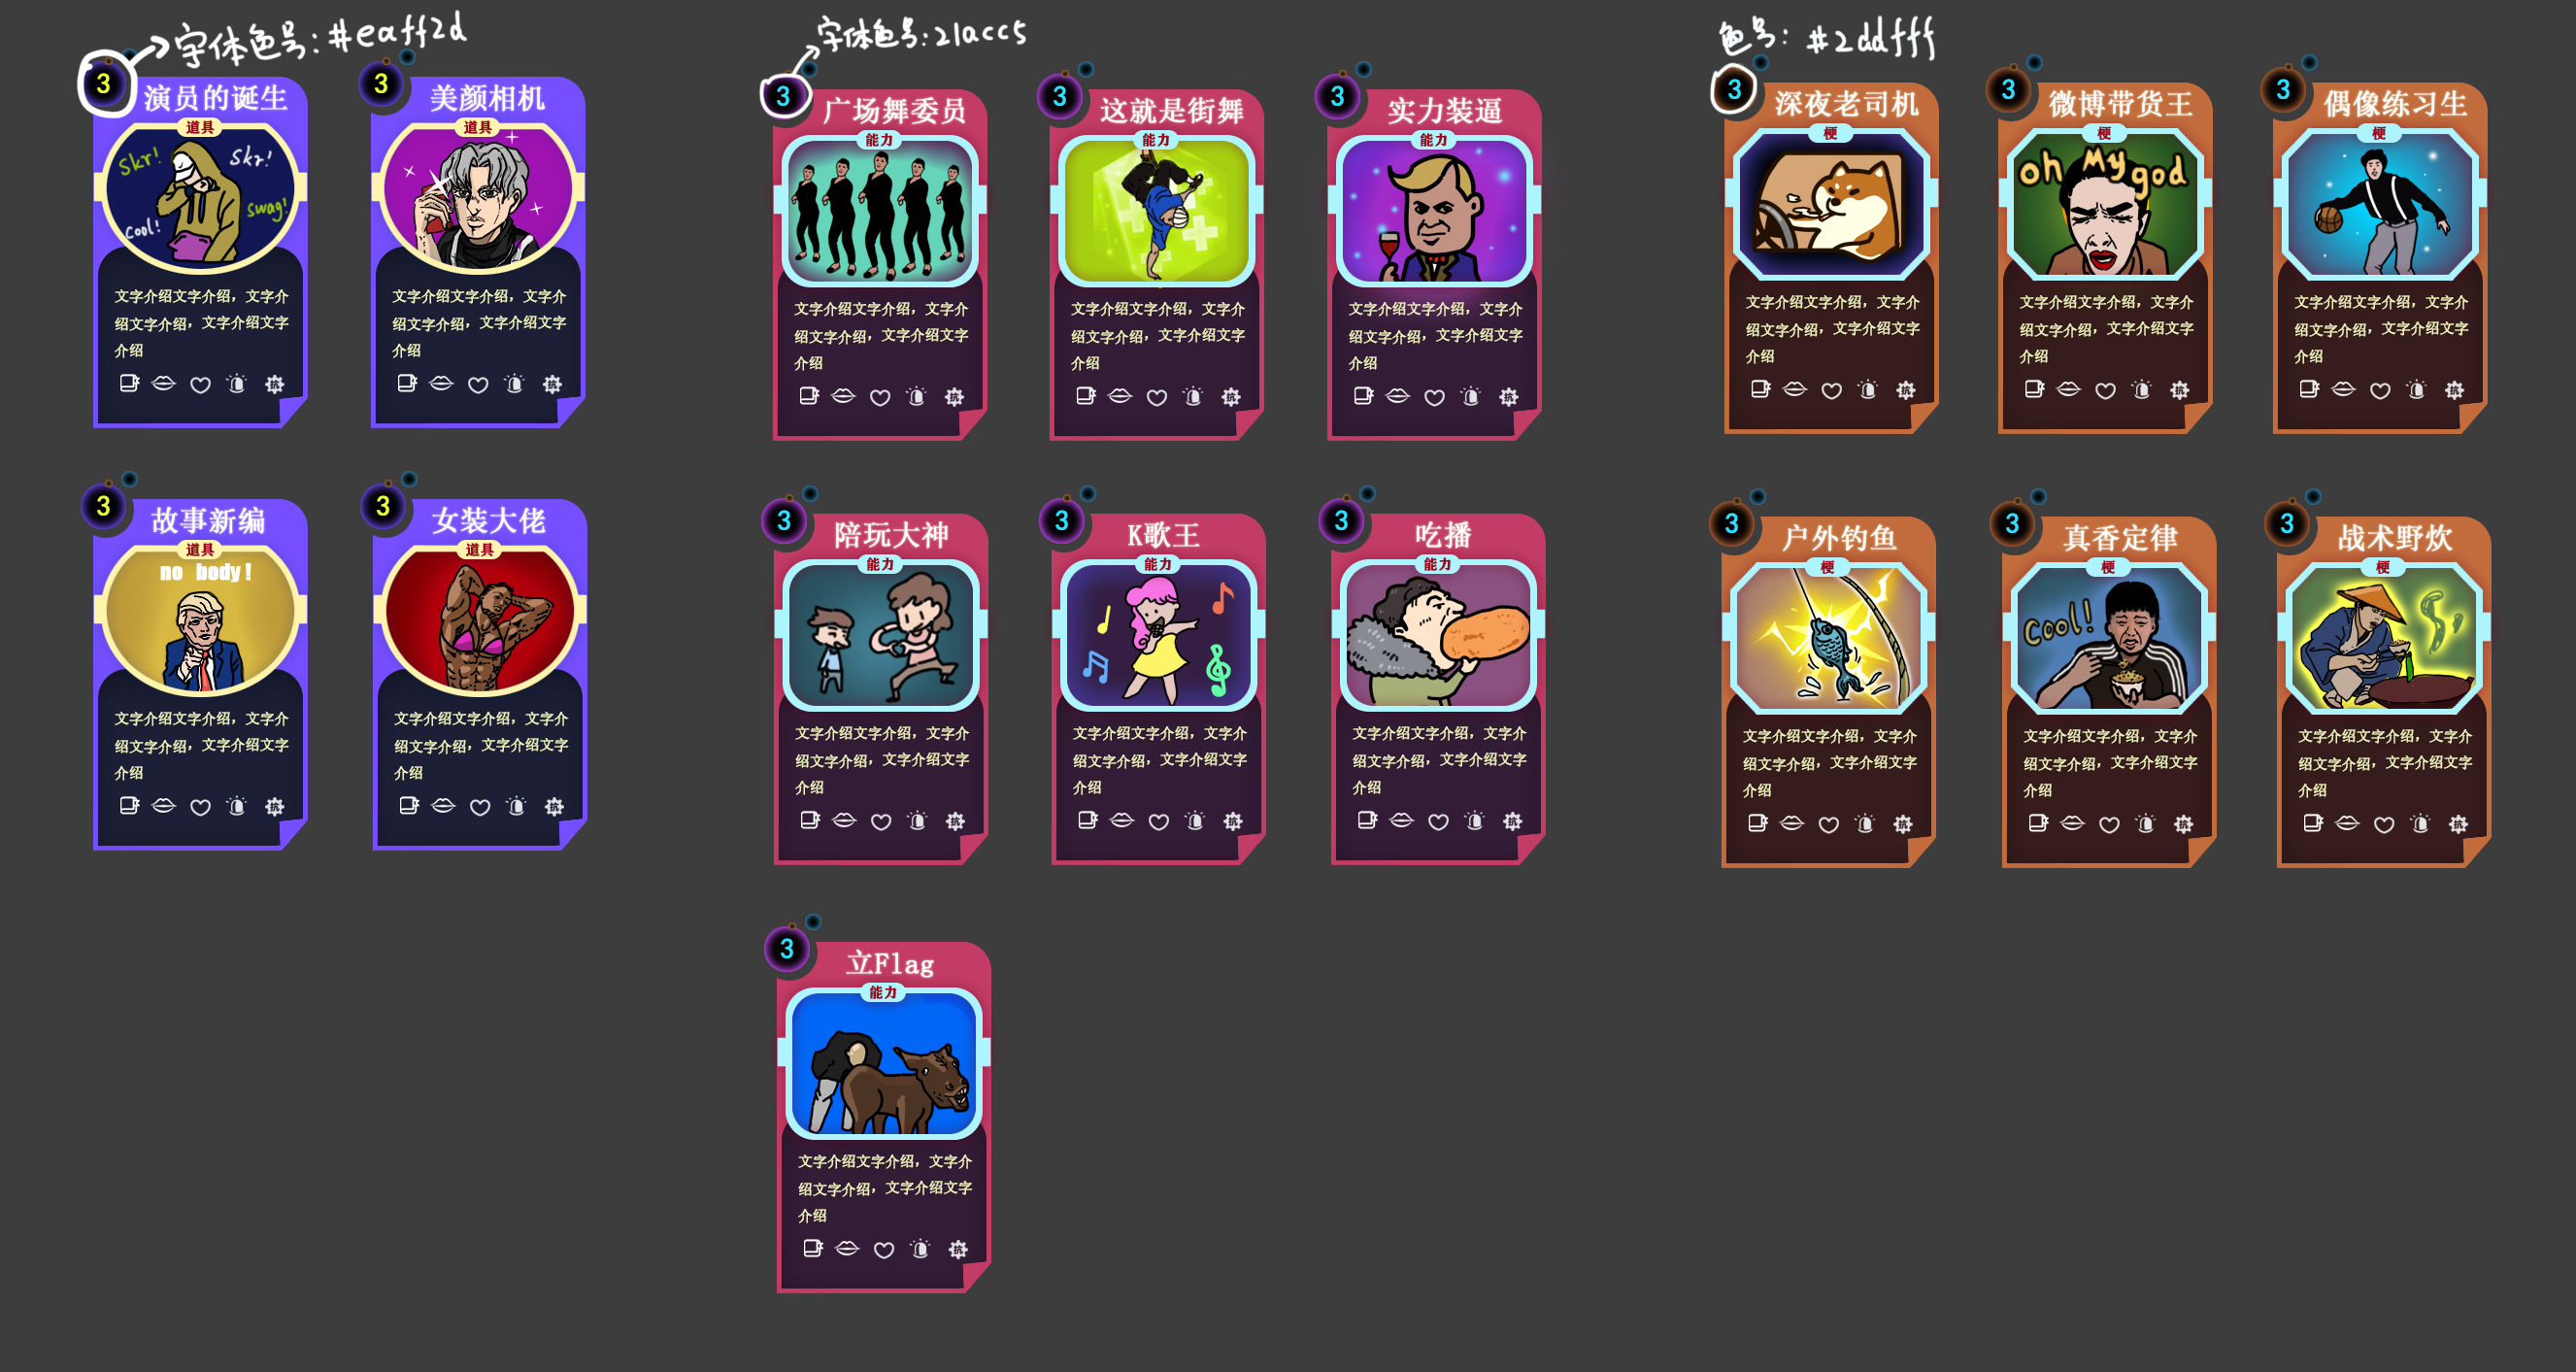 字体色号:#eaff2d
字体色号:21acc5
色号:#2ddfff
3
演员的诞生
道具
Skr!
Skr!
swag!
cool!
文字介绍文字介绍，文字介
绍文字介绍，文字介绍文字
介绍
抗
3
美颜相机
道具
文字介绍文字介绍，文字介
绍文字介绍，文字介绍文字
介绍
抗
3
广场舞委员
能力
文字介绍文字介绍，文字介
绍文字介绍，文字介绍文字
介绍
抗
3
这就是街舞
能力
文字介绍文字介绍，文字介
绍文字介绍，文字介绍文字
介绍
抗
3
实力装逼
能力
文字介绍文字介绍，文字介
绍文字介绍，文字介绍文字
介绍
抗
3
深夜老司机
梗
文字介绍文字介绍，文字介
绍文字介绍，文字介绍文字
介绍
抗
3
微博带货王
梗
oh My god
文字介绍文字介绍，文字介
绍文字介绍，文字介绍文字
介绍
抗
3
偶像练习生
梗
文字介绍文字介绍，文字介
绍文字介绍，文字介绍文字
介绍
抗
3
故事新编
道具
no body!
文字介绍文字介绍，文字介
绍文字介绍，文字介绍文字
介绍
抗
3
女装大佬
道具
文字介绍文字介绍，文字介
绍文字介绍，文字介绍文字
介绍
抗
3
陪玩大神
能力
文字介绍文字介绍，文字介
绍文字介绍，文字介绍文字
介绍
抗
3
K歌王
能力
文字介绍文字介绍，文字介
绍文字介绍，文字介绍文字
介绍
抗
3
吃播
能力
文字介绍文字介绍，文字介
绍文字介绍，文字介绍文字
介绍
抗
3
户外钓鱼
梗
文字介绍文字介绍，文字介
绍文字介绍，文字介绍文字
介绍
抗
3
真香定律
梗
cool!
文字介绍文字介绍，文字介
绍文字介绍，文字介绍文字
介绍
抗
3
战术野炊
梗
文字介绍文字介绍，文字介
绍文字介绍，文字介绍文字
介绍
抗
3
立Flag
能力
文字介绍文字介绍，文字介
绍文字介绍，文字介绍文字
介绍
抗